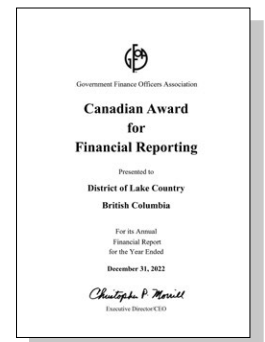 GFOA
Government Finance Officers Association
Canadian Award
for
Financial Reporting
Presented to
District of Lake Country
British Columbia
For its Annual
Financial Report
for the Year Ended
December 31, 2022
Christopher P. Morrill
Executive Director/CEO